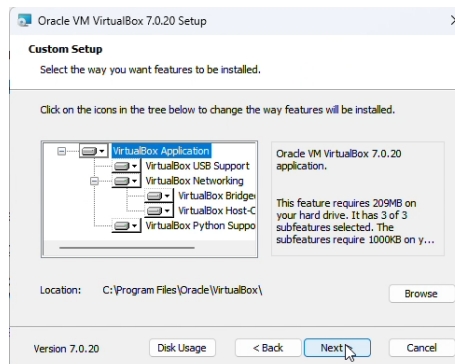 Oracle VM VirtualBox 7.0.20 Setup
Custom Setup
Select the way you want features to be installed.
Click on the icons in the tree below to change the way features will be installed.
VirtualBox Application
VirtualBox USB Support
VirtualBox Networking
VirtualBox Bridge
VirtualBox Host-C
VirtualBox Python Suppo
Oracle VM VirtualBox 7.0.20
application.
This feature requires 209MB on
your hard drive. It has 3 of 3
subfeatures selected. The
subfeatures require 1000KB on y...
Location: C:\Program Files\Oracle\VirtualBox\
Browse
Version 7.0.20 Disk Usage < Back Next > Cancel